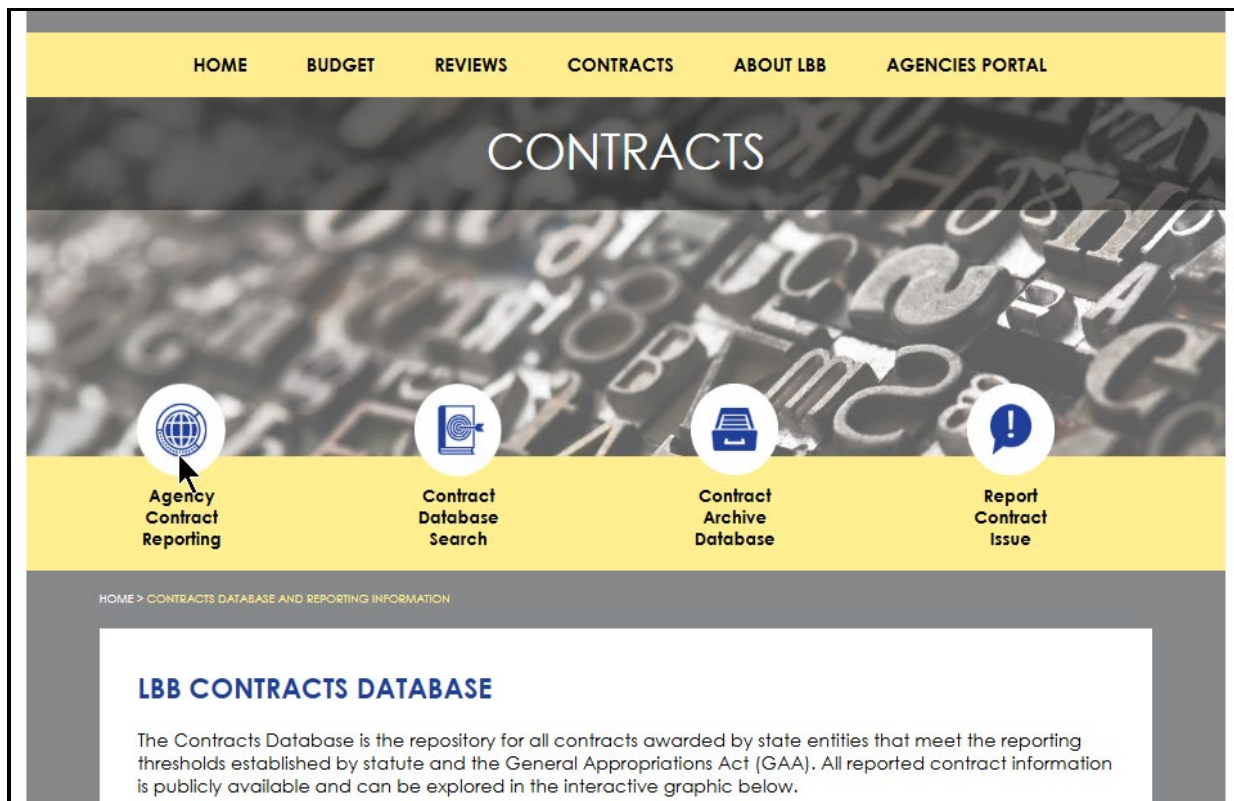 HOME BUDGET REVIEWS CONTRACTS ABOUT LBB AGENCIES PORTAL
CONTRACTS
Agency
Contract
Reporting
Contract
Database
Search
Contract
Archive
Database
Report
Contract
Issue
HOME > CONTRACTS DATABASE AND REPORTING INFORMATION
LBB CONTRACTS DATABASE
The Contracts Database is the repository for all contracts awarded by state entities that meet the reporting
thresholds established by statute and the General Appropriations Act (GAA). All reported contract information
is publicly available and can be explored in the interactive graphic below.